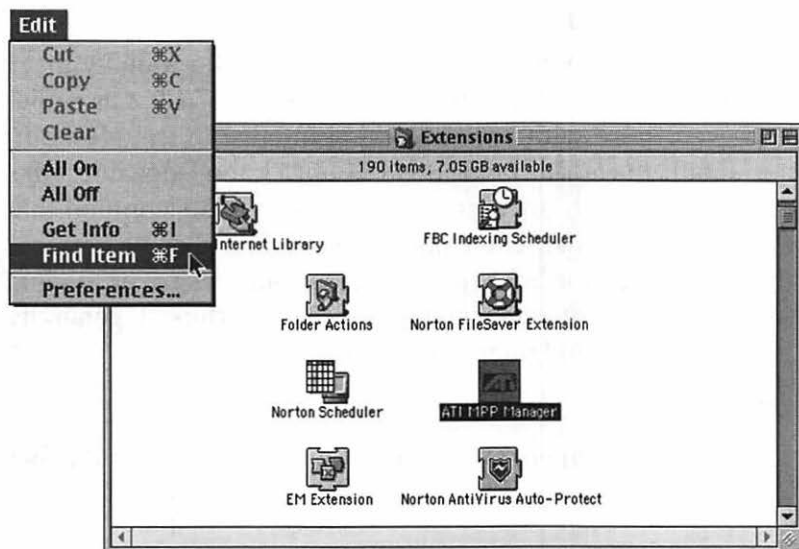 Edit
Cut ⌘X
Copy ⌘C
Paste ⌘V
Clear
All On
All Off
Get Info ⌘I
Find Item ⌘F
Preferences...
Extensions
190 items, 7.05 GB available
Internet Library
FBC Indexing Scheduler
Folder Actions
Norton FileSaver Extension
Norton Scheduler
ATI
ATI MPP Manager
EM Extension
Norton AntiVirus Auto-Protect